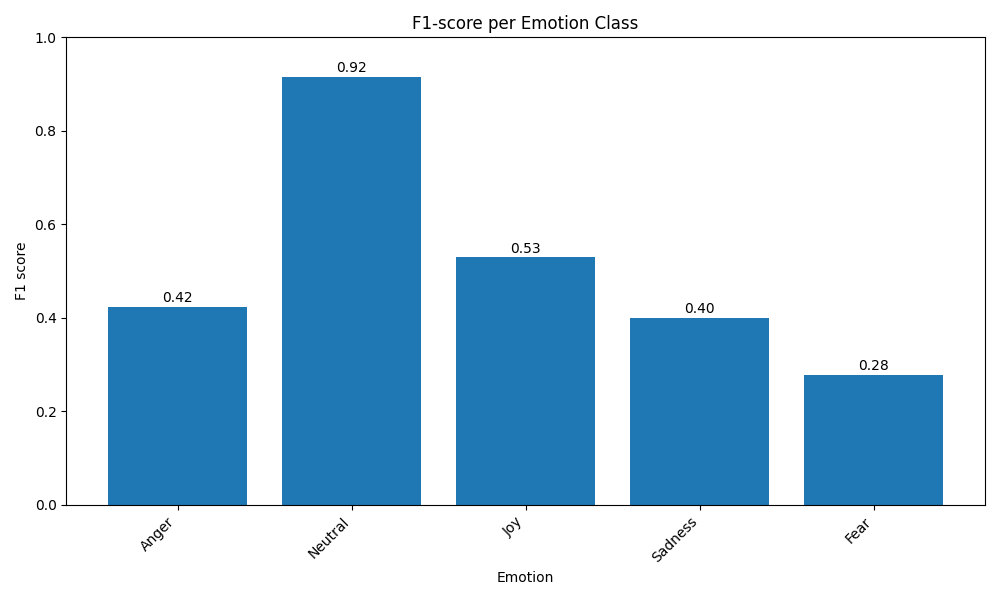 F1-score per Emotion Class
1.0
0.8
0.6
0.4
0.2
0.0
F1 score
0.42
0.92
0.53
0.40
0.28
Anger
Neutral
Joy
Sadness
Fear
Emotion